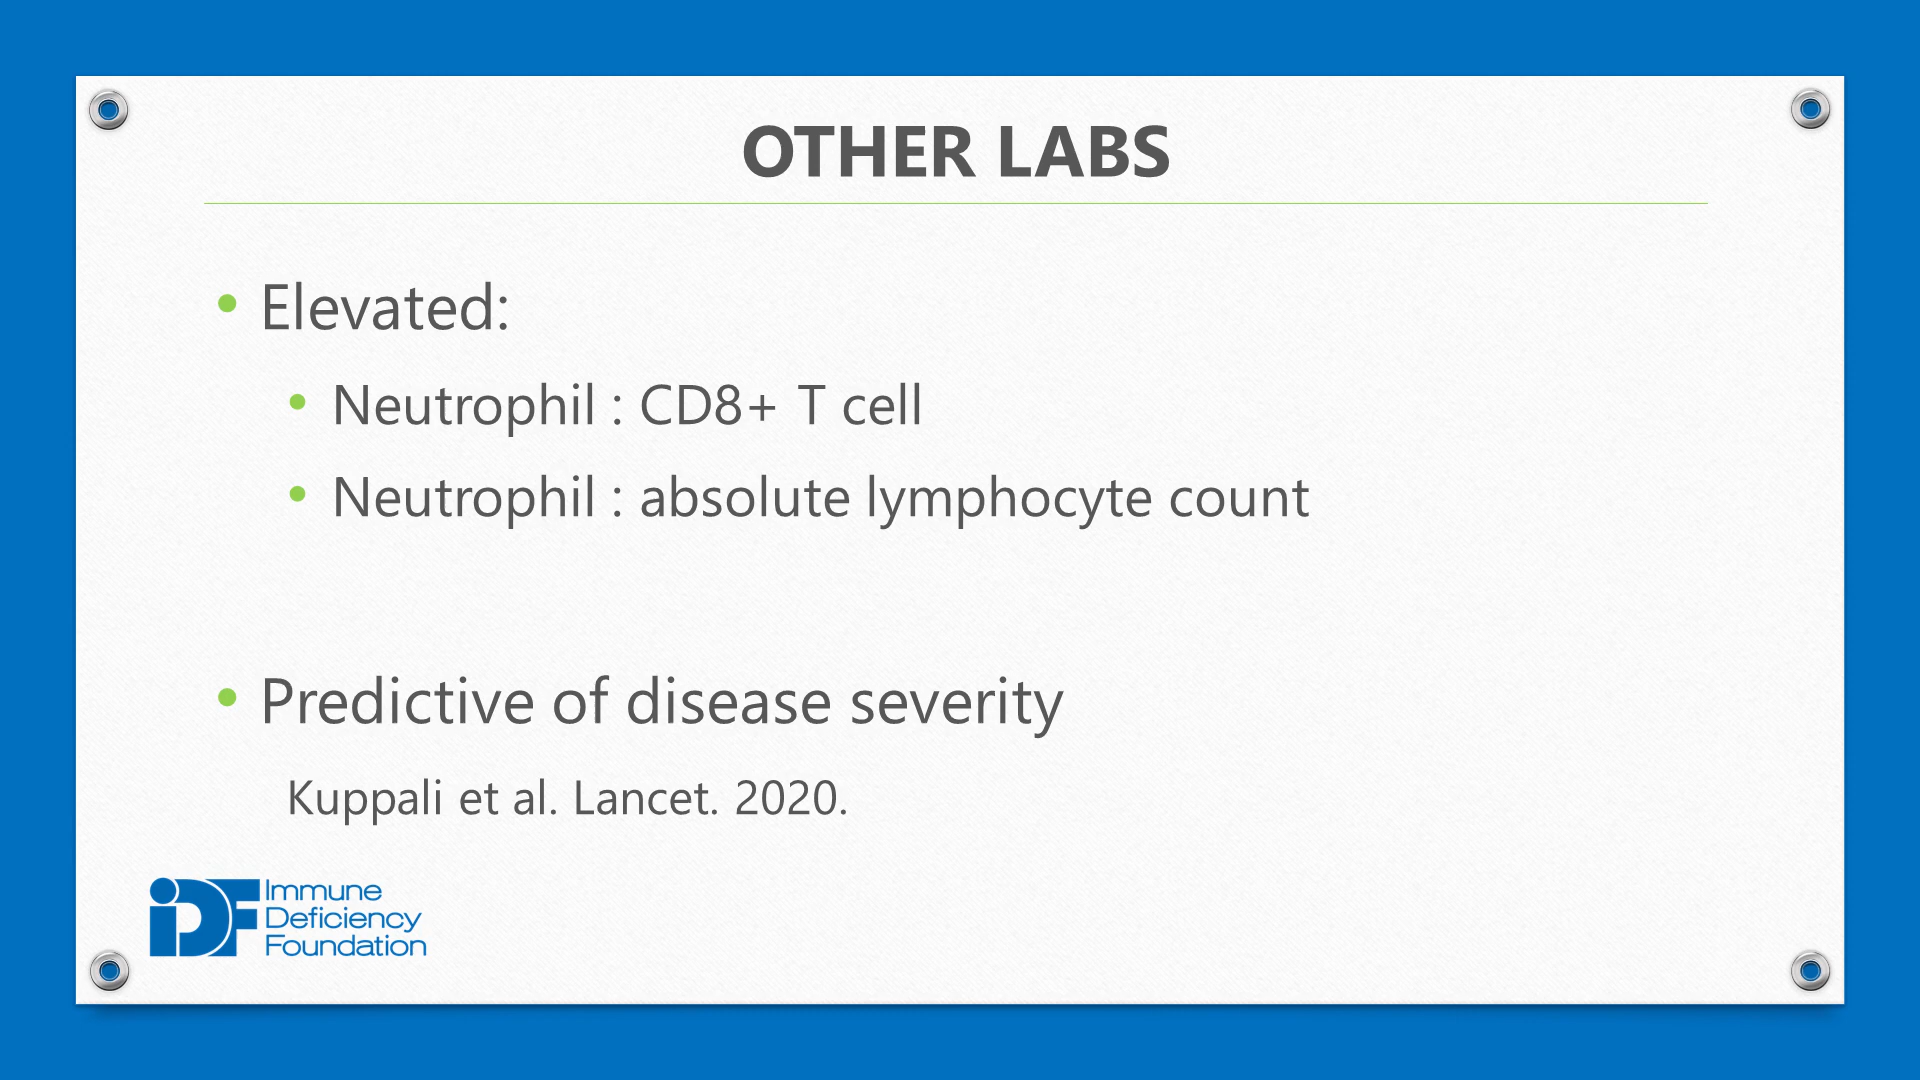 OTHER LABS
• Elevated:
• Neutrophil : CD8+ T cell
• Neutrophil : absolute lymphocyte count
• Predictive of disease severity
Kuppali et al. Lancet. 2020.
iDF Immune
Deficiency
Foundation